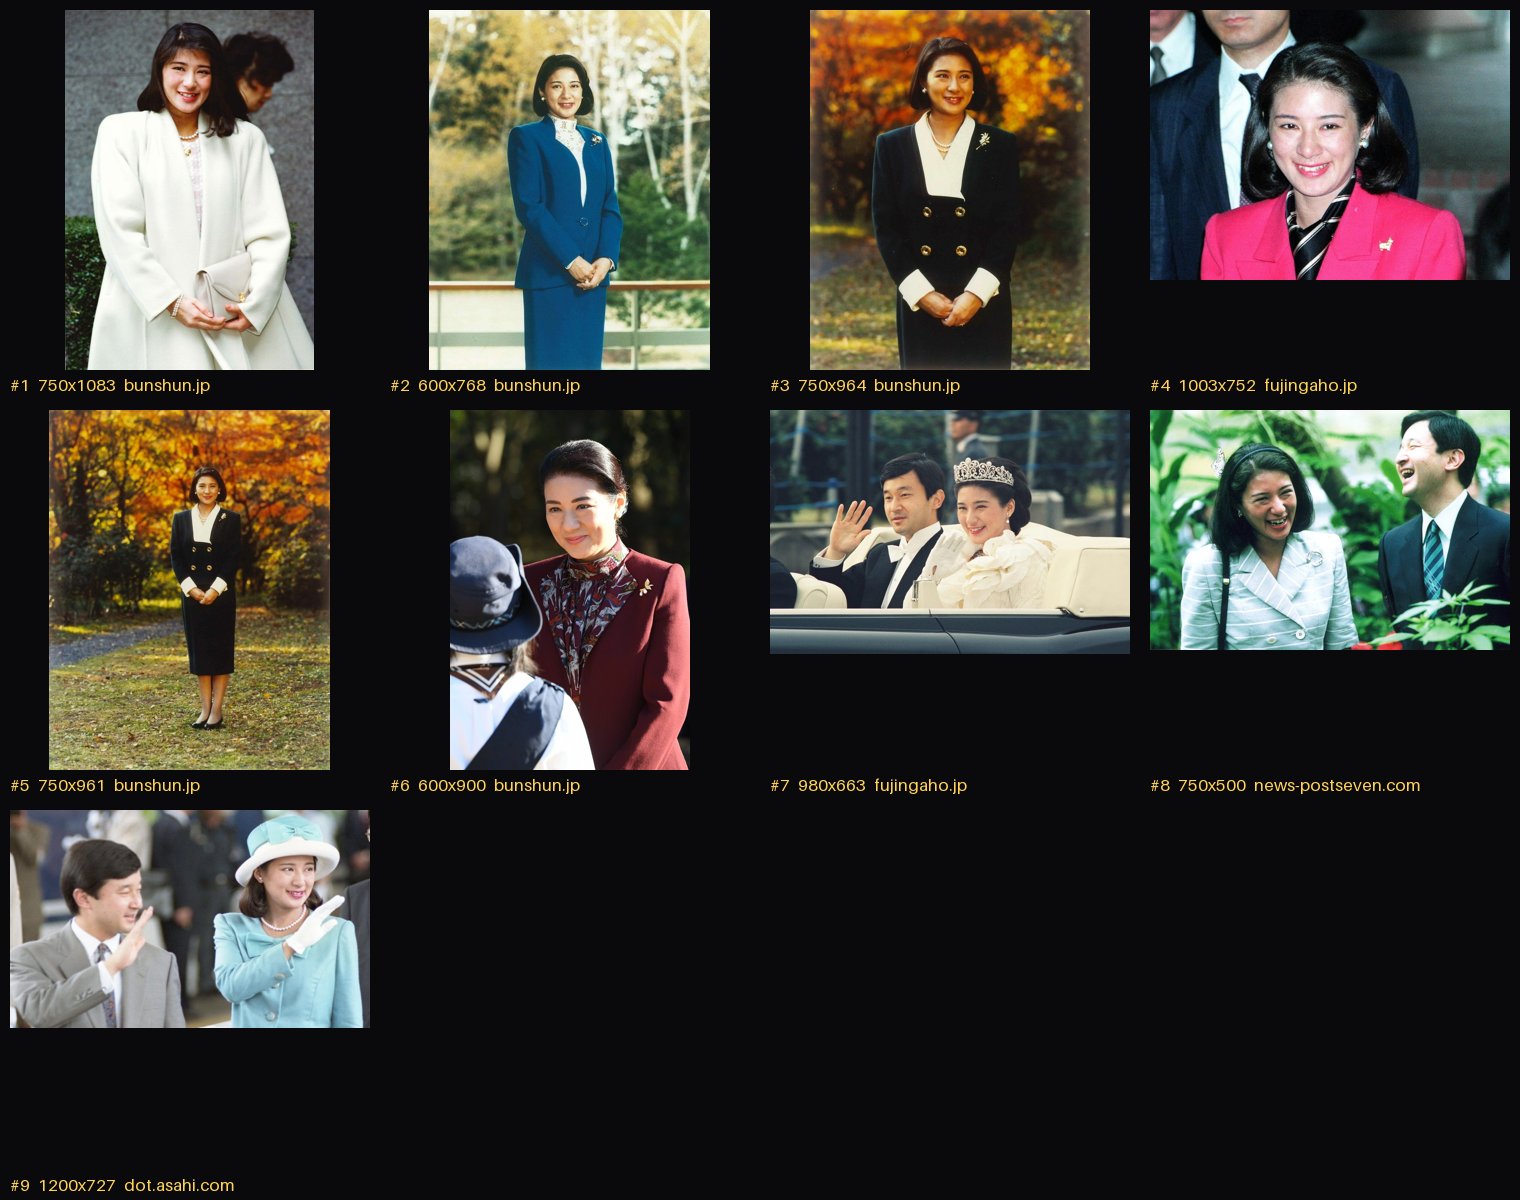 #1 750x1083 bunshun.jp
#2 600x768 bunshun.jp
#3 750x964 bunshun.jp
#4 1003x752 fujingaho.jp
#5 750x961 bunshun.jp
#6 600x900 bunshun.jp
#7 980x663 fujingaho.jp
#8 750x500 news-postseven.com
#9 1200x727 dot.asahi.com